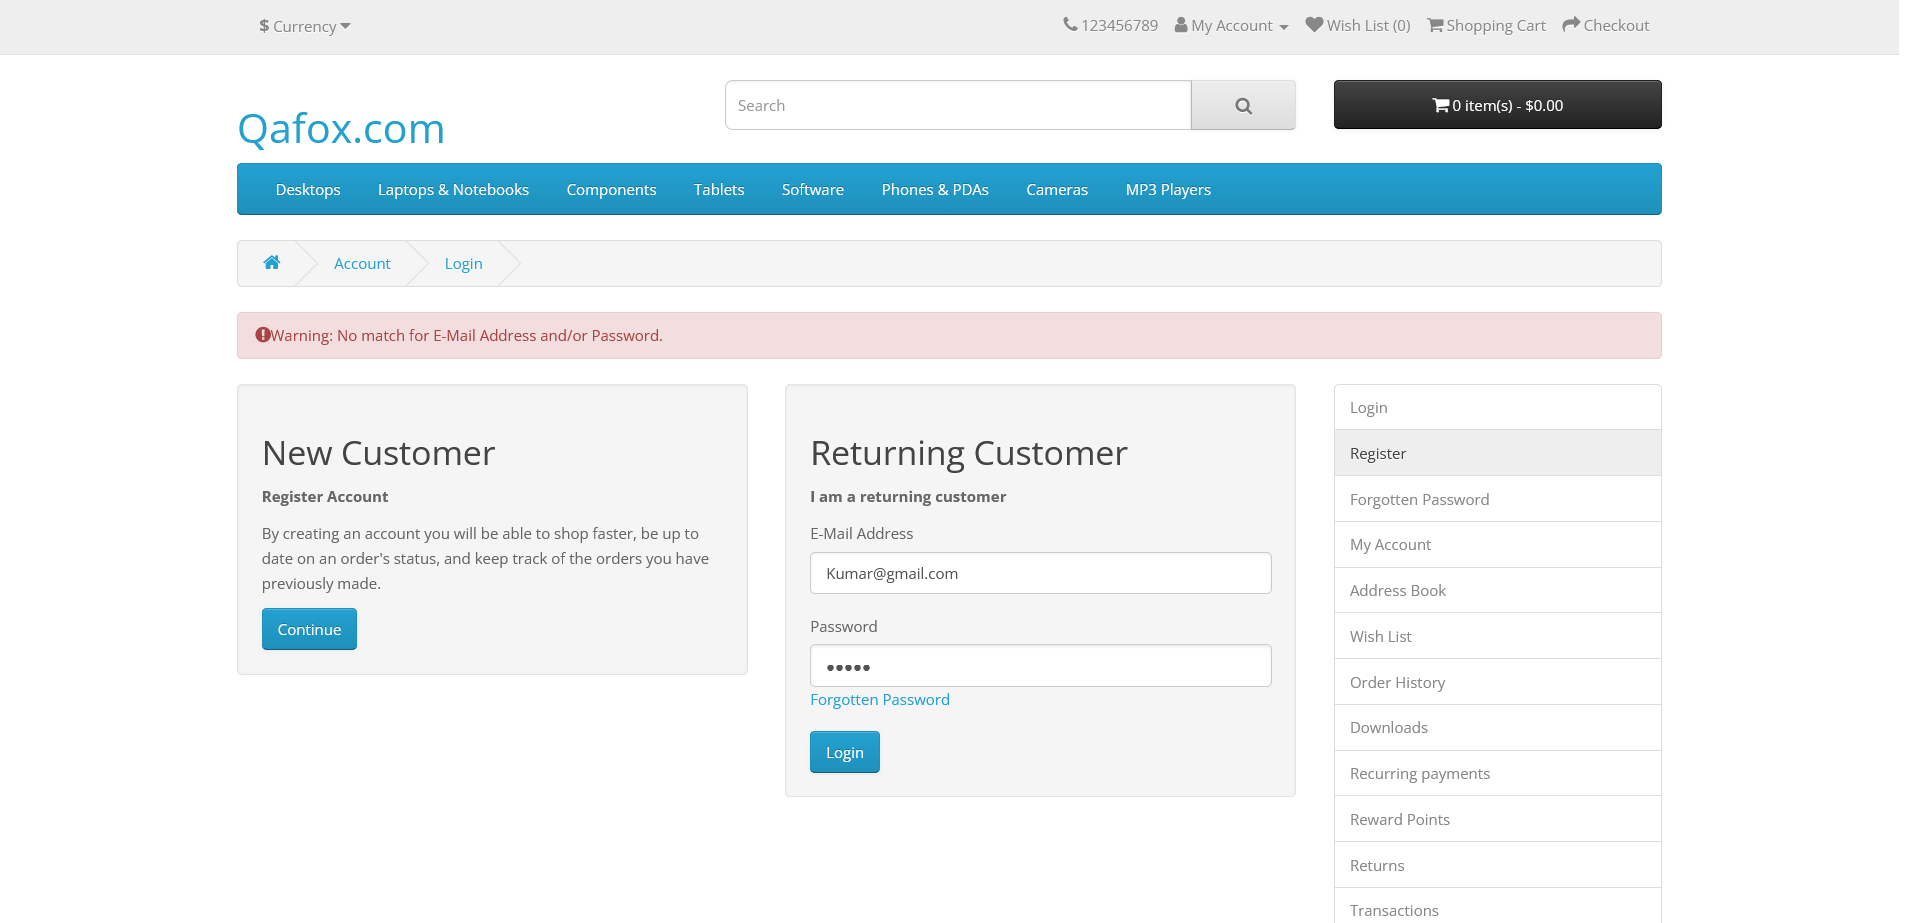 $ Currency
123456789 My Account Wish List (0) Shopping Cart Checkout
Qafox.com
Search
0 item(s) - $0.00
Desktops Laptops & Notebooks Components Tablets Software Phones & PDAs Cameras MP3 Players
Account Login
Warning: No match for E-Mail Address and/or Password.
New Customer
Register Account
By creating an account you will be able to shop faster, be up to
date on an order's status, and keep track of the orders you have
previously made.
Continue
Returning Customer
I am a returning customer
E-Mail Address
Kumar@gmail.com
Password
•••••
Forgotten Password
Login
Login
Register
Forgotten Password
My Account
Address Book
Wish List
Order History
Downloads
Recurring payments
Reward Points
Returns
Transactions